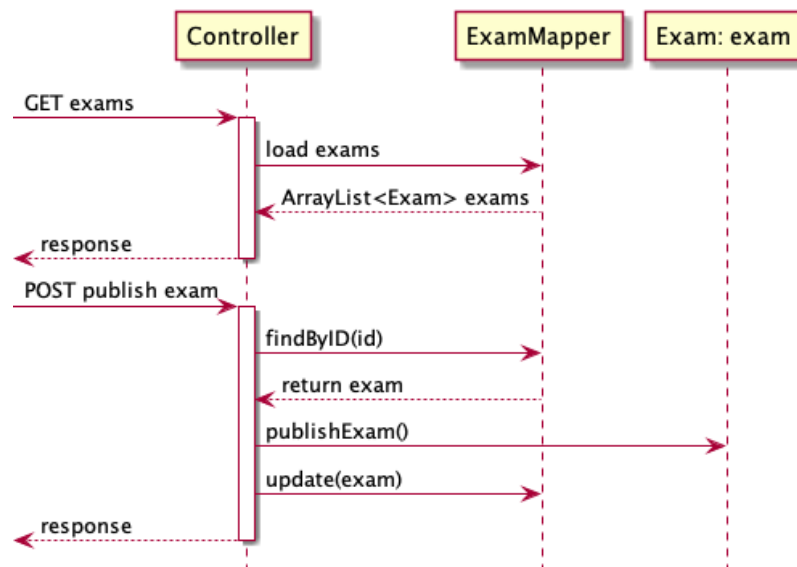 Controller
ExamMapper
Exam: exam
GET exams
load exams
ArrayList<Exam> exams
response
POST publish exam
findByID(id)
return exam
publishExam()
update(exam)
response